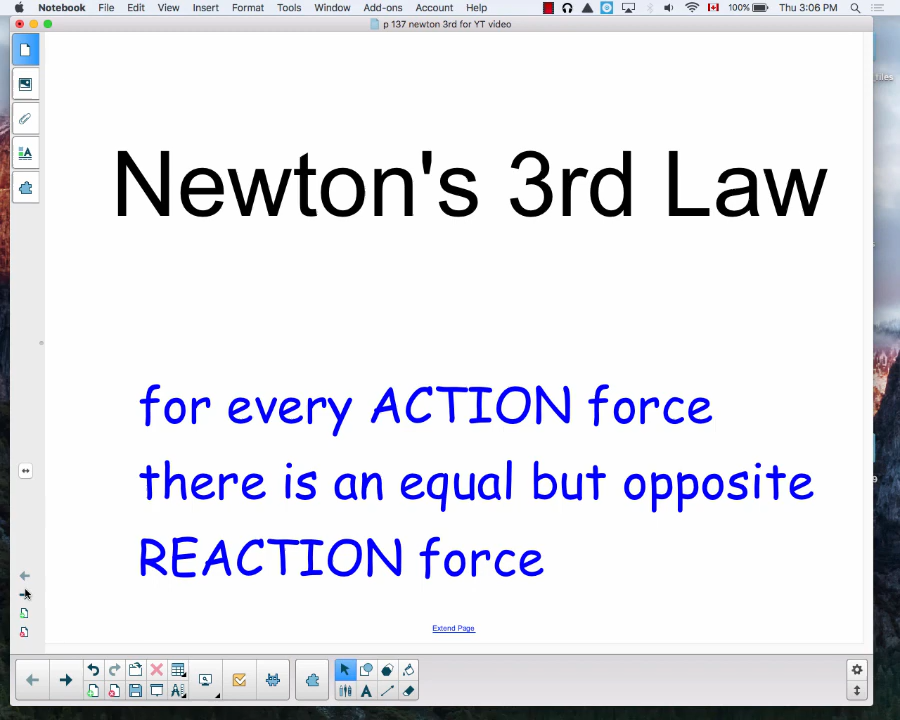 Notebook File Edit View Insert Format Tools Window Add-ons Account Help 100% Thu 3:06 PM
p 137 newton 3rd for YT video
Newton's 3rd Law
for every ACTION force
there is an equal but opposite
REACTION force
Extend Page